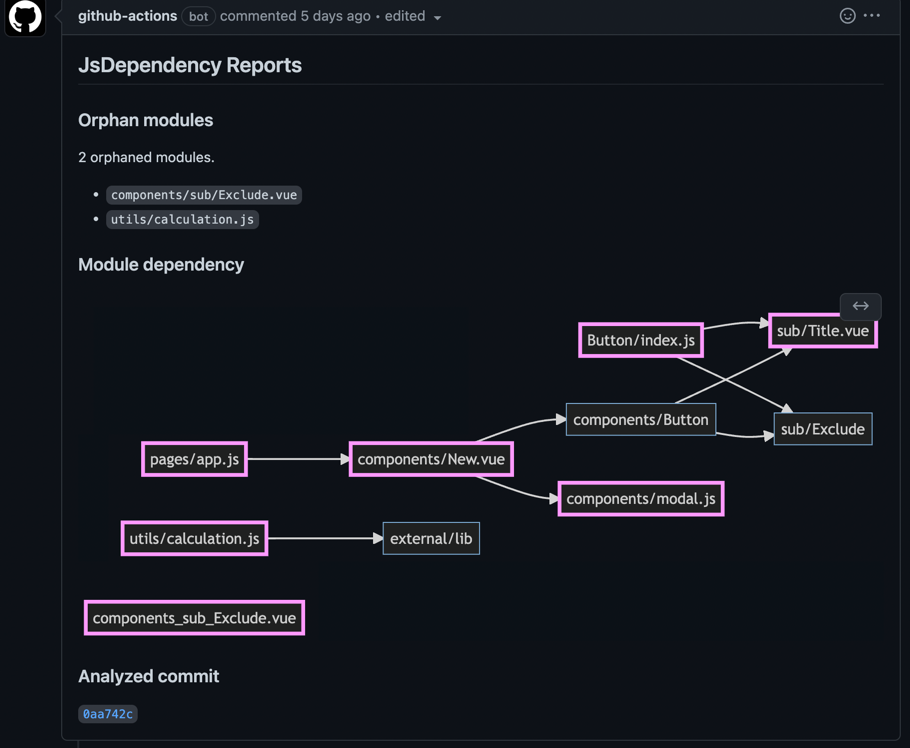 github-actions bot commented 5 days ago • edited
JsDependency Reports
Orphan modules
2 orphaned modules.
• components/sub/Exclude.vue
• utils/calculation.js
Module dependency
Button/index.js
sub/Title.vue
components/Button
sub/Exclude
pages/app.js
components/New.vue
components/modal.js
utils/calculation.js
external/lib
components_sub_Exclude.vue
Analyzed commit
0aa742c